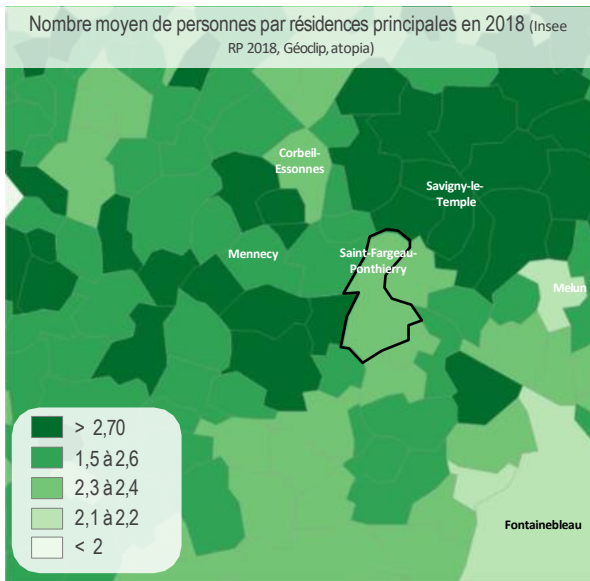 Nombre moyen de personnes par résidences principales en 2018 (Insee
RP 2018, Géoclip, atopia)
Corbeil-
Essonnes
Savigny-le-
Temple
Mennecy
Saint-Fargeau-
Ponthierry
Melun
> 2,70
1,5 à 2,6
2,3 à 2,4
2,1 à 2,2
< 2
Fontainebleau